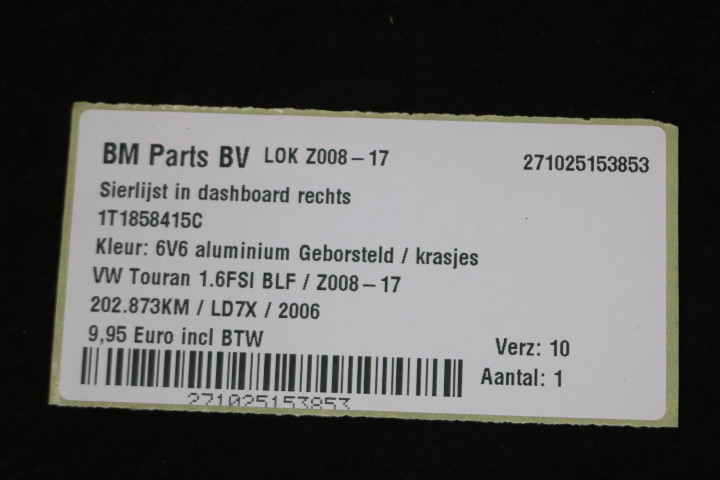 BM Parts BV LOK Z008-17 271025153853
Sierlijst in dashboard rechts
1T1858415C
Kleur: 6V6 aluminium Geborsteld / krasjes
VW Touran 1.6FSI BLF / Z008-17
202.873KM / LD7X / 2006
9,95 Euro incl BTW
Verz: 10
Aantal: 1
271025153853